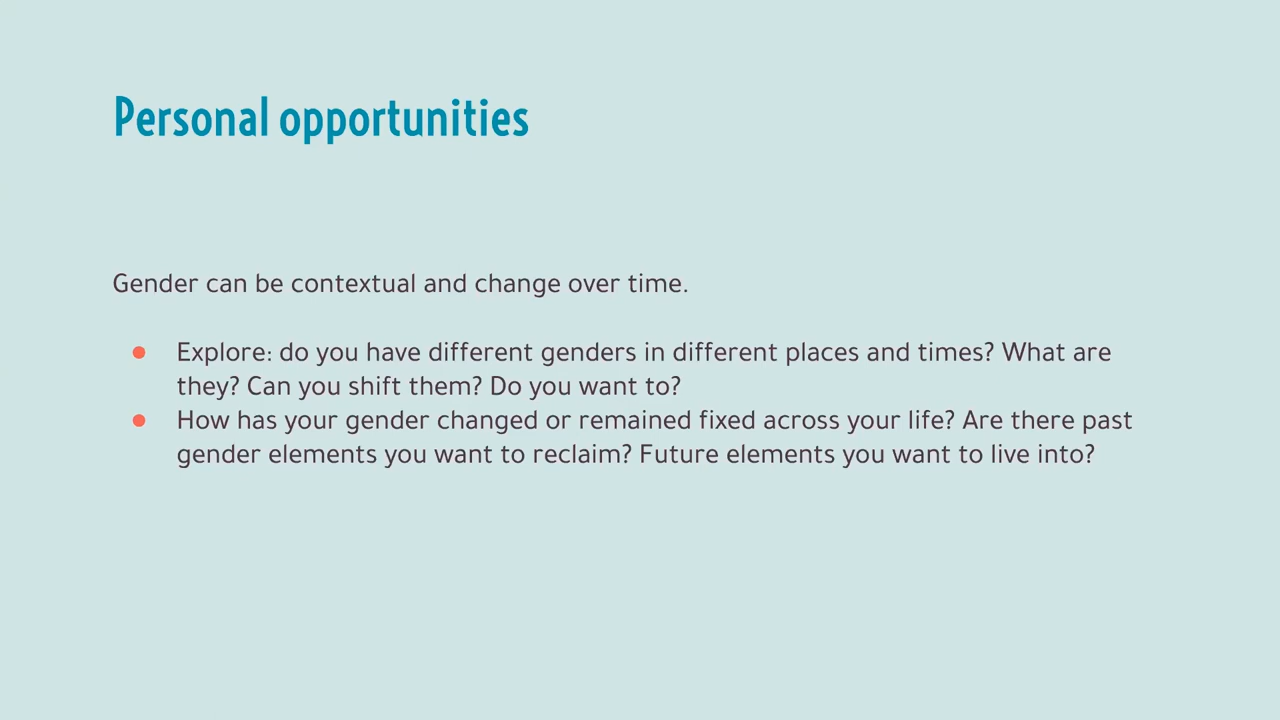 Personal opportunities
Gender can be contextual and change over time.
● Explore: do you have different genders in different places and times? What are
they? Can you shift them? Do you want to?
● How has your gender changed or remained fixed across your life? Are there past
gender elements you want to reclaim? Future elements you want to live into?